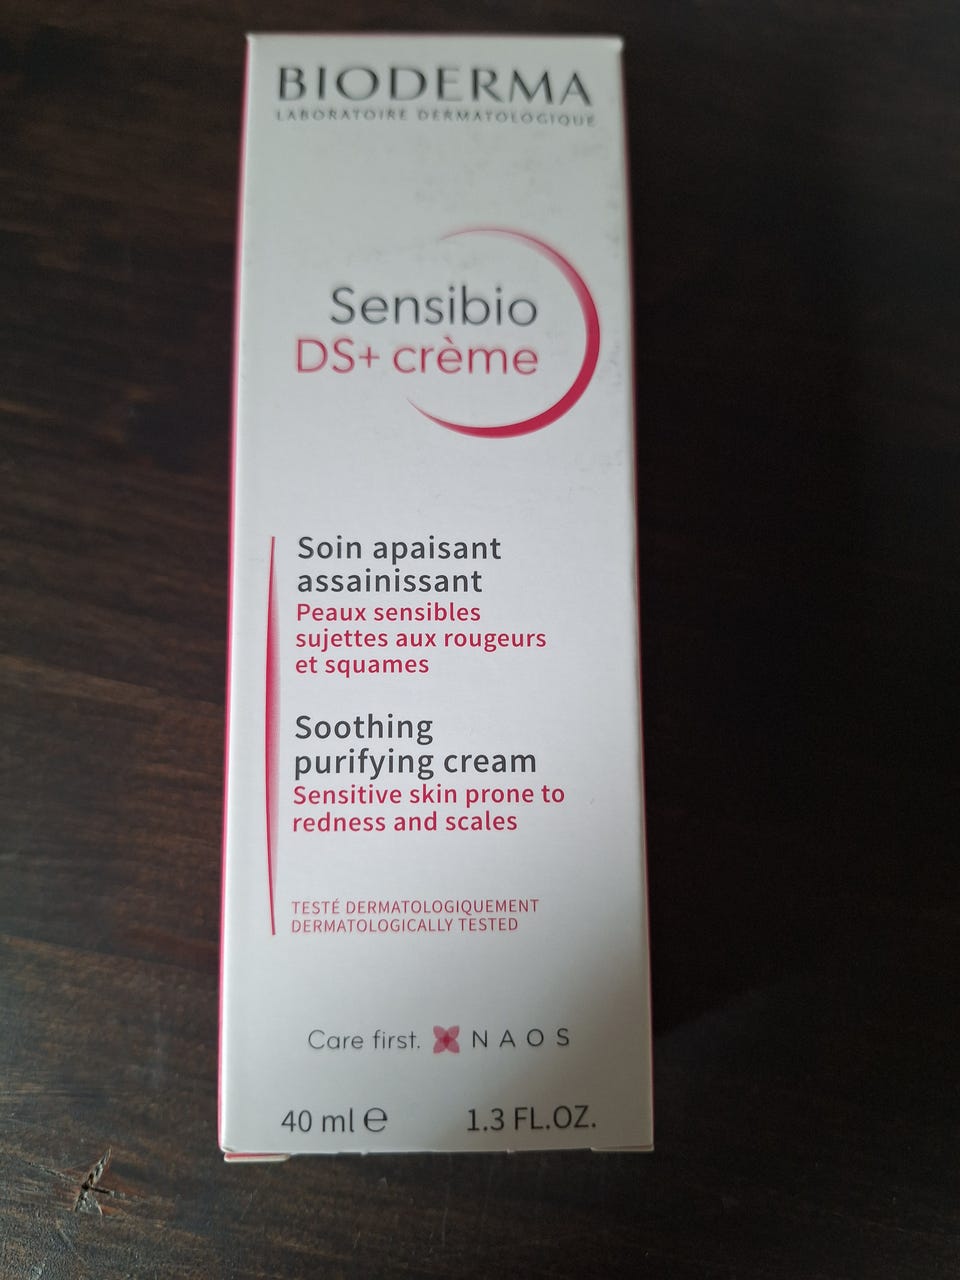 BIODERMA
LABORATOIRE DERMATOLOGIQUE
Sensibio
DS+ crème
Soin apaisant
assainissant
Peaux sensibles
sujettes aux rougeurs
et squames
Soothing
purifying cream
Sensitive skin prone to
redness and scales
TESTÉ DERMATOLOGIQUEMENT
DERMATOLOGICALLY TESTED
Care first. NAOS
40 ml ℮ 1.3 FL.OZ.